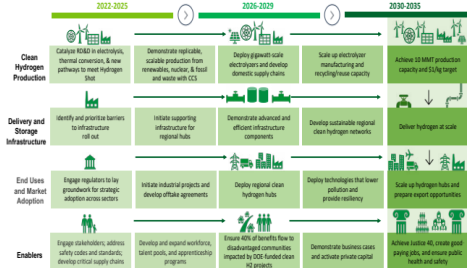 2022-2025
2026-2029
2030-2035
Clean
Hydrogen
Production
Catalyze RD&D in electrolysis,
thermal conversion, & new
pathways to meet Hydrogen
Shot
Demonstrate replicable,
scalable production from
renewables, nuclear, & fossil
and waste with CCS
Deploy gigawatt-scale
electrolyzers and develop
domestic supply chains
Scale up electrolyzer
manufacturing and
recycling/reuse capacity
Achieve 10 MMT production
capacity and $1/kg target
Delivery and
Storage
Infrastructure
Identify and prioritize barriers
to infrastructure
roll out
Initiate supporting
infrastructure for
regional hubs
Demonstrate advanced and
efficient infrastructure
components
Develop sustainable regional
clean hydrogen networks
Deliver hydrogen at scale
End Uses and
Market
Adoption
Engage regulators to lay
groundwork for strategic
adoption across sectors
Initiate industrial projects and
develop offtake agreements
Deploy regional clean
hydrogen hubs
Deploy technologies that lower
pollution and
provide resiliency
Scale up hydrogen hubs and
prepare export opportunities
Enablers
Engage stakeholders; address
safety codes and standards;
develop critical supply chains
Develop and expand workforce,
talent pools, and apprenticeship
programs
Ensure 40% of benefits flow to
disadvantaged communities
impacted by DOE-funded clean
H2 projects
Demonstrate business cases
and activate private capital
Achieve Justice 40, create good
paying jobs, and ensure
public health and safety